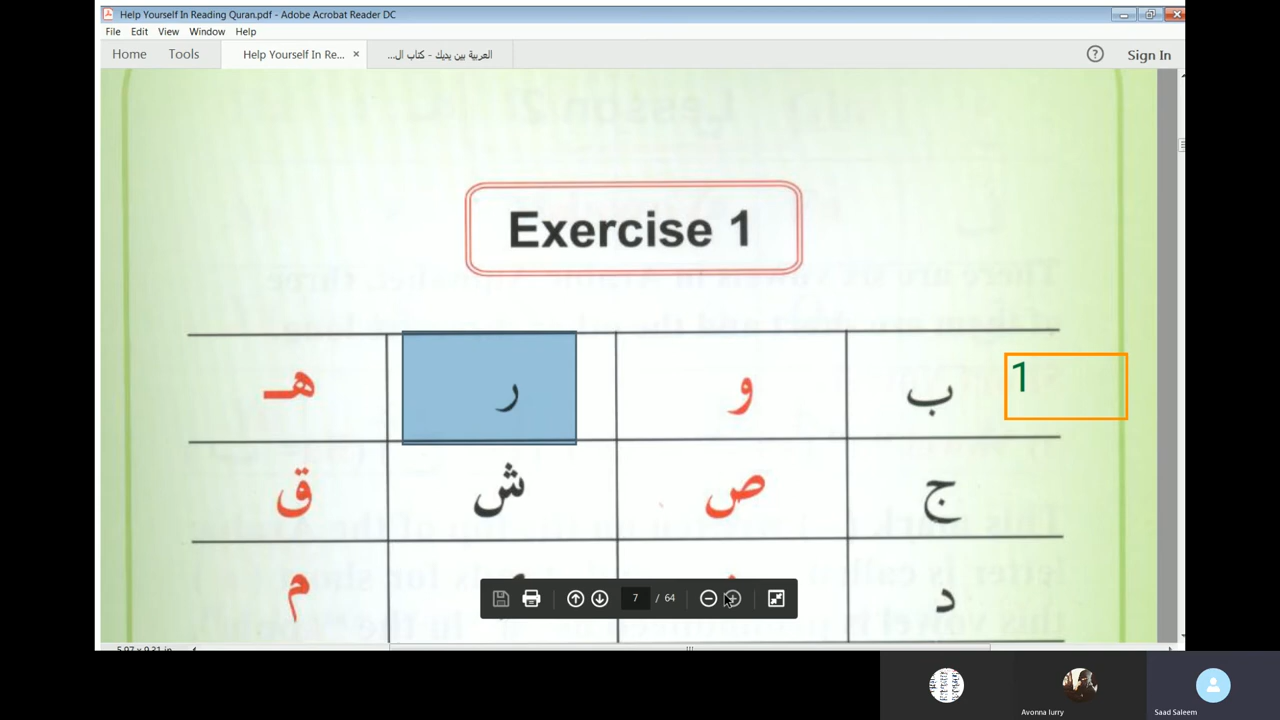 Help Yourself In Reading Quran.pdf - Adobe Acrobat Reader DC
File Edit View Window Help
Home Tools Help Yourself In Re... × العربية بين يديك - كتاب ال... ? Sign In
Exercise 1
ب و ر هـ
1
ج ص ش ق
د م
7 / 64
Avonna lurry
Saad Saleem